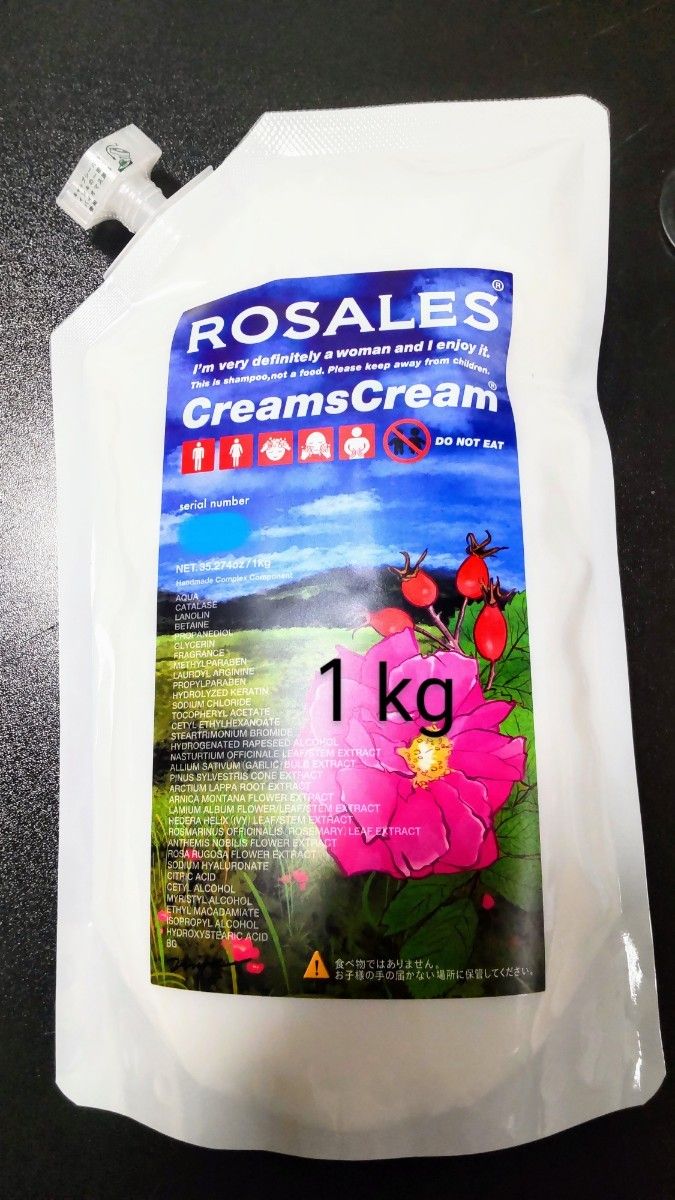 ROSALES®
I'm very definitely a woman and I enjoy it.
This is shampoo,not a food. Please keep away from children.
CreamsCream®
DO NOT EAT
serial number
NET.35.274oz/1kg
Handmade Complex Component
AQUA
CATALASE
LANOLIN
BETAINE
PROPANEDIOL
GLYCERIN
FRAGRANCE
METHYLPARABEN
LAUROYL ARGININE
PROPYLPARABEN
HYDROLYZED KERATIN
SODIUM CHLORIDE
TOCOPHERYL ACETATE
CETYL ETHYLHEXANOATE
STEARTRIMONIUM BROMIDE
HYDROGENATED RAPESEED ALCOHOL
NASTURTIUM OFFICINALE LEAF/STEM EXTRACT
ALLIUM SATIVUM (GARLIC) BULB EXTRACT
PINUS SYLVESTRIS CONE EXTRACT
ARCTIUM LAPPA ROOT EXTRACT
ARNICA MONTANA FLOWER EXTRACT
LAMIUM ALBUM FLOWER/LEAF/STEM EXTRACT
HEDERA HELIX (IVY) LEAF/STEM EXTRACT
ROSMARINUS OFFICINALIS (ROSEMARY) LEAF EXTRACT
ANTHEMIS NOBILIS FLOWER EXTRACT
ROSA RUGOSA FLOWER EXTRACT
SODIUM HYALURONATE
CITRIC ACID
CETYL ALCOHOL
MYRISTYL ALCOHOL
ETHYL MACADAMIATE
ISOPROPYL ALCOHOL
HYDROXYSTEARIC ACID
BG
1 kg
食べ物ではありません。
お子様の手の届かない場所に保管してください。